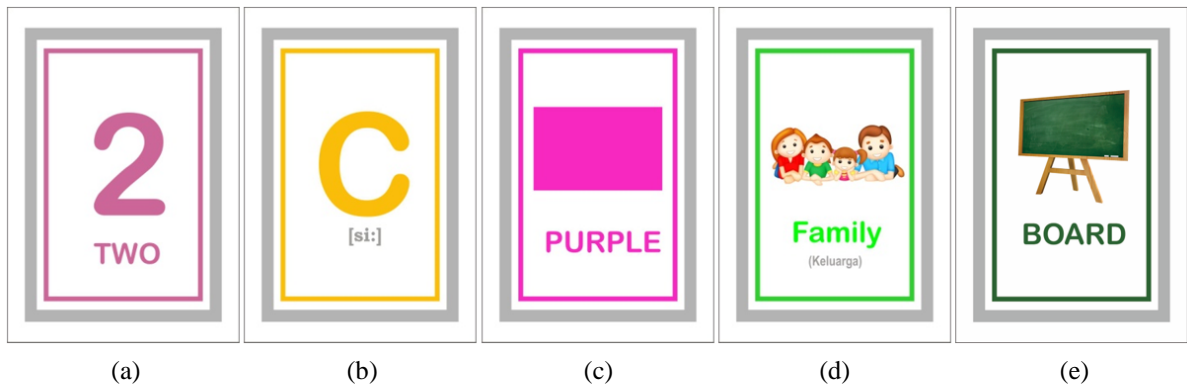 2
TWO
(a)
C
[si:]
(b)
PURPLE
(c)
Family
(Keluarga)
(d)
BOARD
(e)